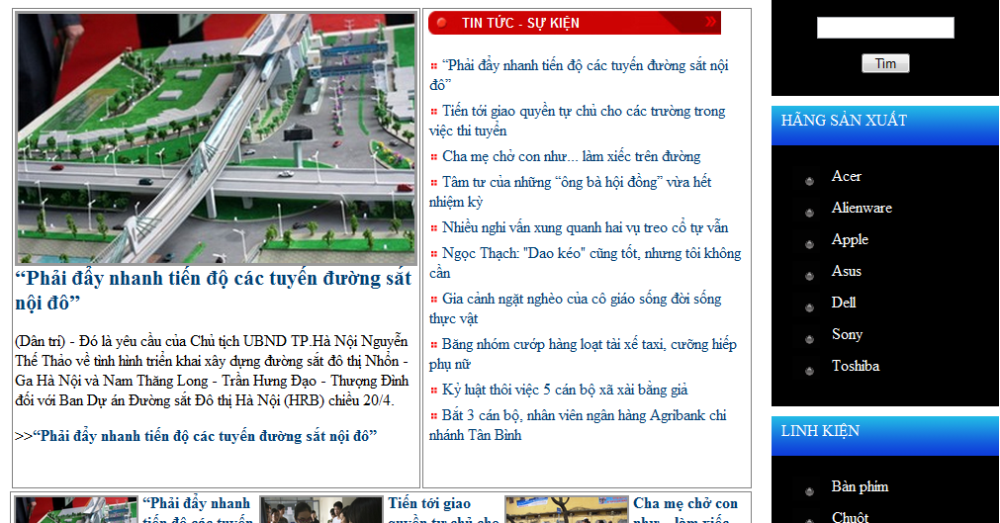 “Phải đẩy nhanh tiến độ các tuyến đường sắt
nội đô”
(Dân trí) - Đó là yêu cầu của Chủ tịch UBND TP.Hà Nội Nguyễn
Thế Thảo về tình hình triển khai xây dựng đường sắt đô thị Nhổn -
Ga Hà Nội và Nam Thăng Long - Trần Hưng Đạo - Thượng Đình
đối với Ban Dự án Đường sắt Đô thị Hà Nội (HRB) chiều 20/4.
>>“Phải đẩy nhanh tiến độ các tuyến đường sắt nội đô”
TIN TỨC - SỰ KIỆN
“Phải đẩy nhanh tiến độ các tuyến đường sắt nội
đô”
Tiến tới giao quyền tự chủ cho các trường trong
việc thi tuyển
Cha mẹ chở con như... làm xiếc trên đường
Tâm tư của những “ông bà hội đồng” vừa hết
nhiệm kỳ
Nhiều nghi vấn xung quanh hai vụ treo cổ tự vẫn
Ngọc Thạch: "Dao kéo" cũng tốt, nhưng tôi không
cần
Gia cảnh ngặt nghèo của cô giáo sống đời sống
thực vật
Băng nhóm cướp hàng loạt tài xế taxi, cưỡng hiếp
phụ nữ
Kỷ luật thôi việc 5 cán bộ xã xài bằng giả
Bắt 3 cán bộ, nhân viên ngân hàng Agribank chi
nhánh Tân Bình
“Phải đẩy nhanh
tiến độ các tuyến
Tiến tới giao
quyền tự chủ cho
Cha mẹ chở con
như... làm xiếc
Tìm
HÃNG SẢN XUẤT
Acer
Alienware
Apple
Asus
Dell
Sony
Toshiba
LINH KIỆN
Bàn phím
Chuột